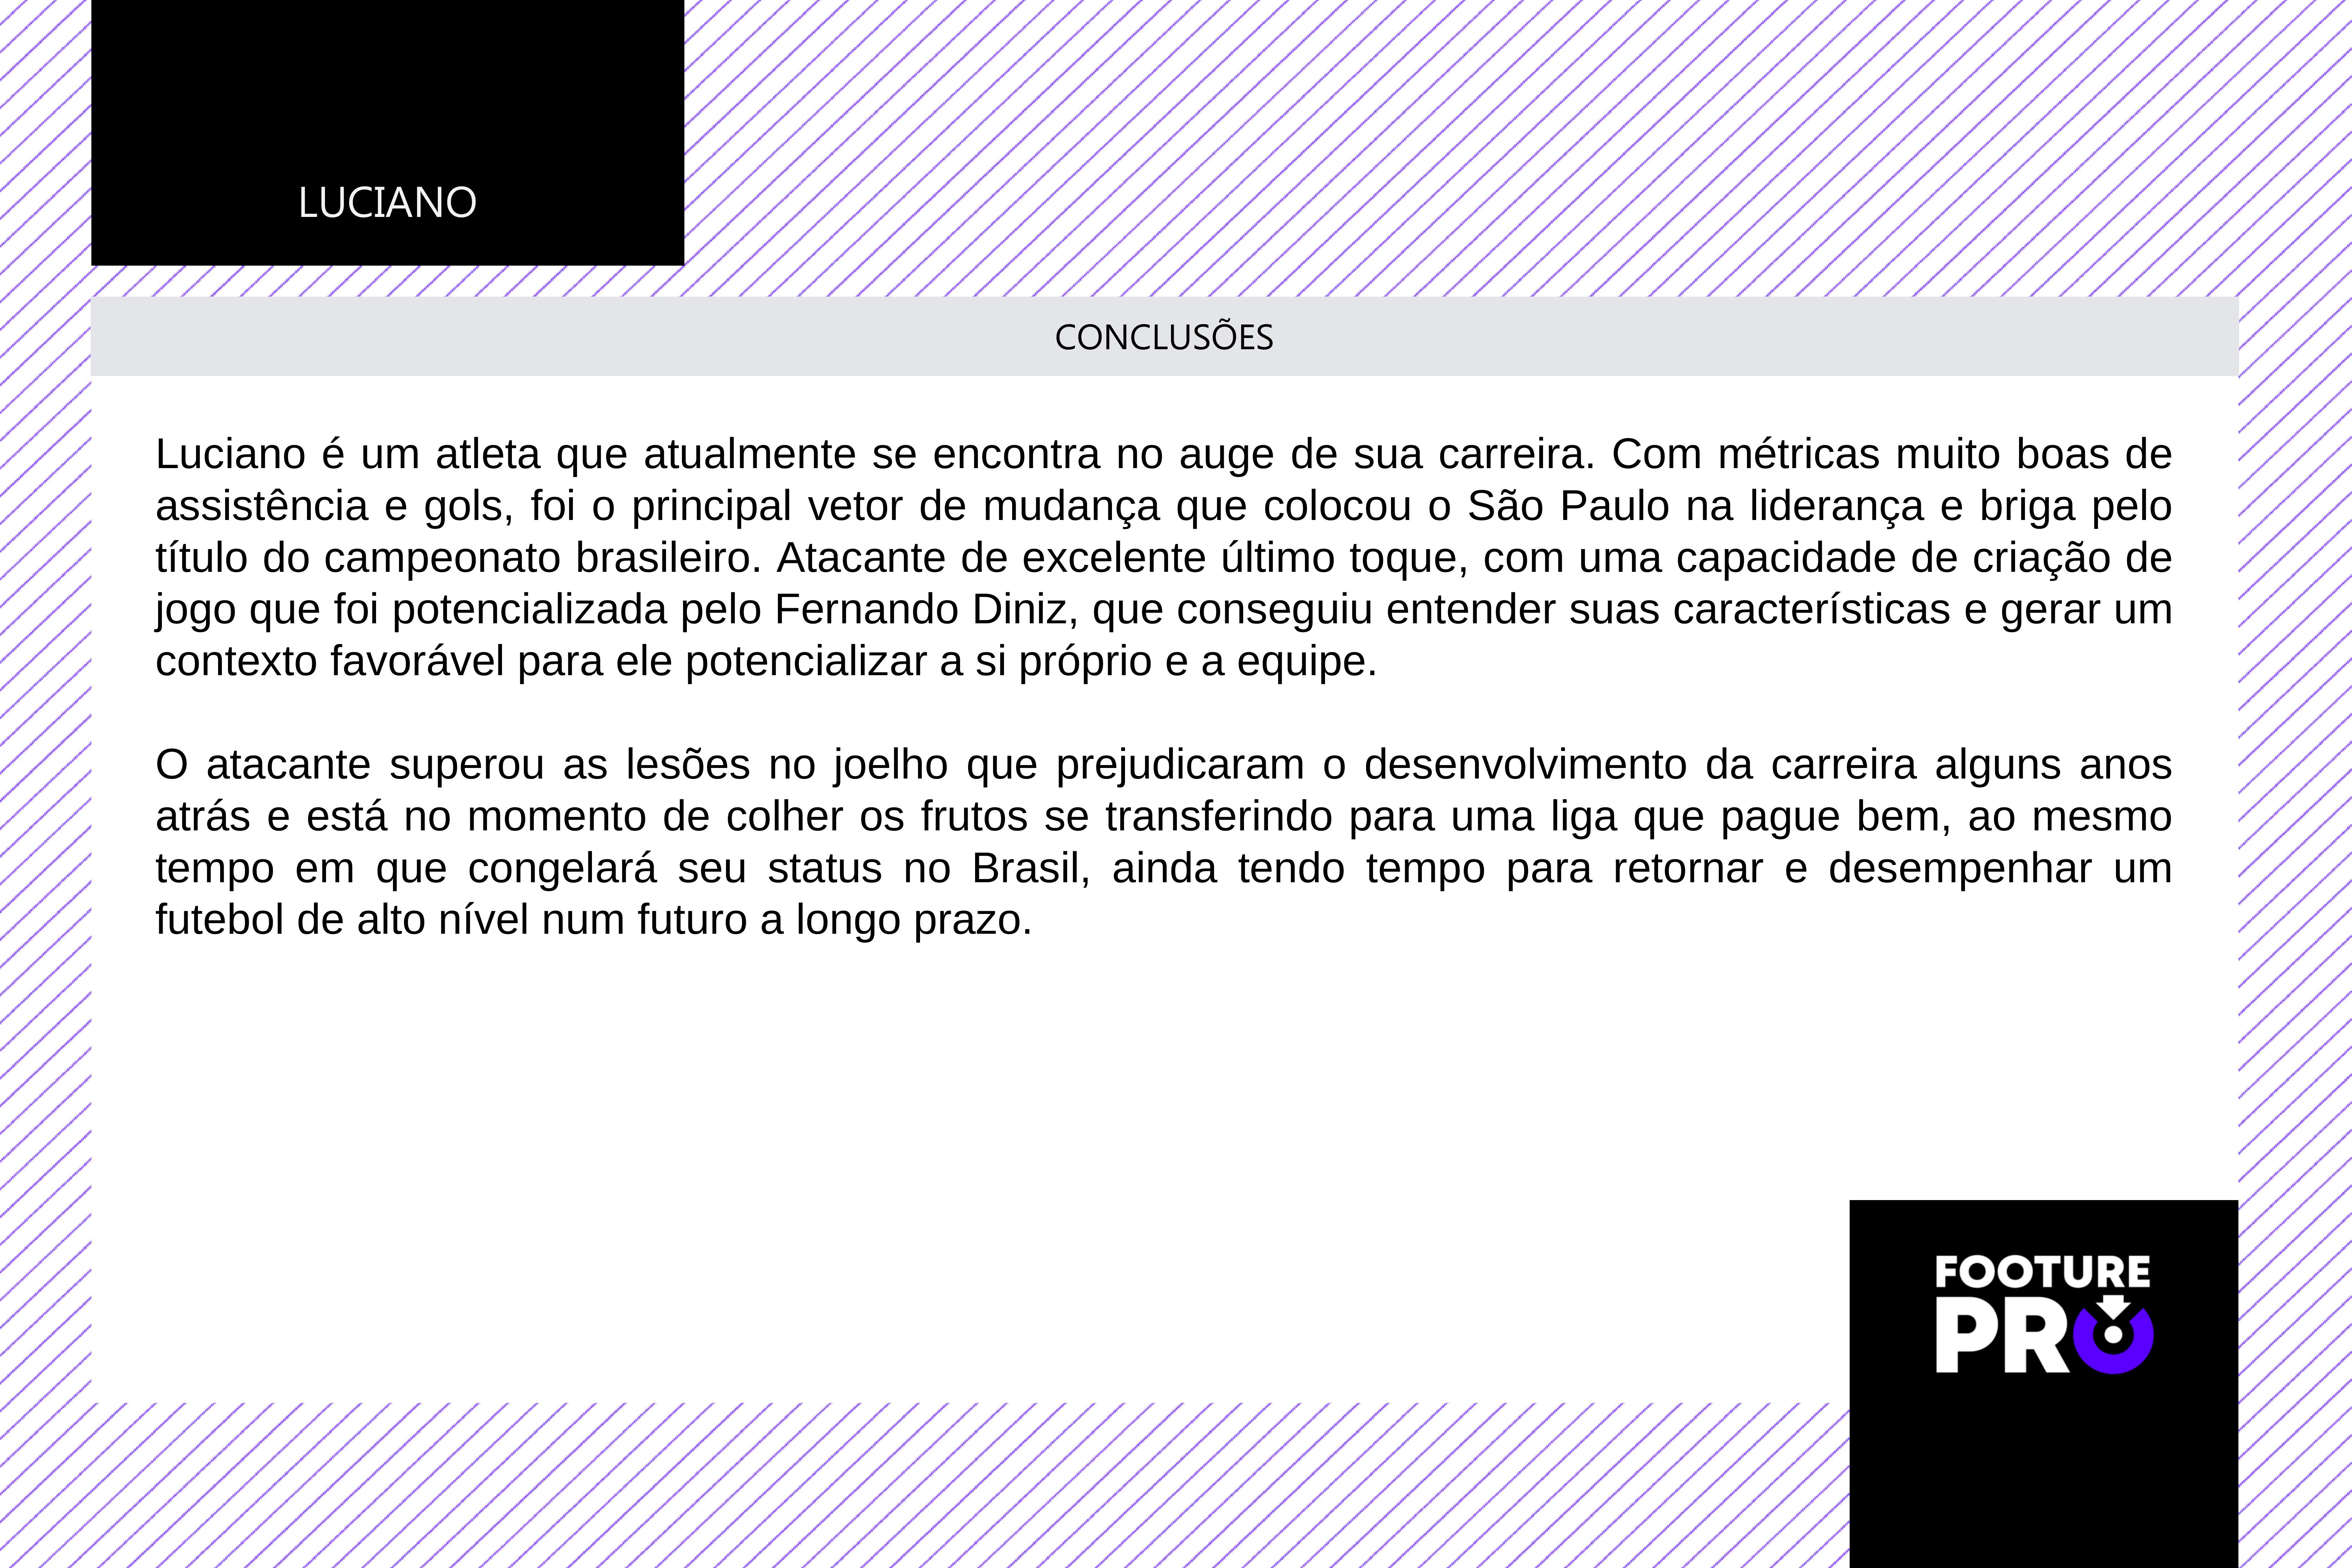 LUCIANO
CONCLUSÕES
Luciano é um atleta que atualmente se encontra no auge de sua carreira. Com métricas muito boas de
assistência e gols, foi o principal vetor de mudança que colocou o São Paulo na liderança e briga pelo
título do campeonato brasileiro. Atacante de excelente último toque, com uma capacidade de criação de
jogo que foi potencializada pelo Fernando Diniz, que conseguiu entender suas características e gerar um
contexto favorável para ele potencializar a si próprio e a equipe.
O atacante superou as lesões no joelho que prejudicaram o desenvolvimento da carreira alguns anos
atrás e está no momento de colher os frutos se transferindo para uma liga que pague bem, ao mesmo
tempo em que congelará seu status no Brasil, ainda tendo tempo para retornar e desempenhar um
futebol de alto nível num futuro a longo prazo.
FOOTURE
PRO